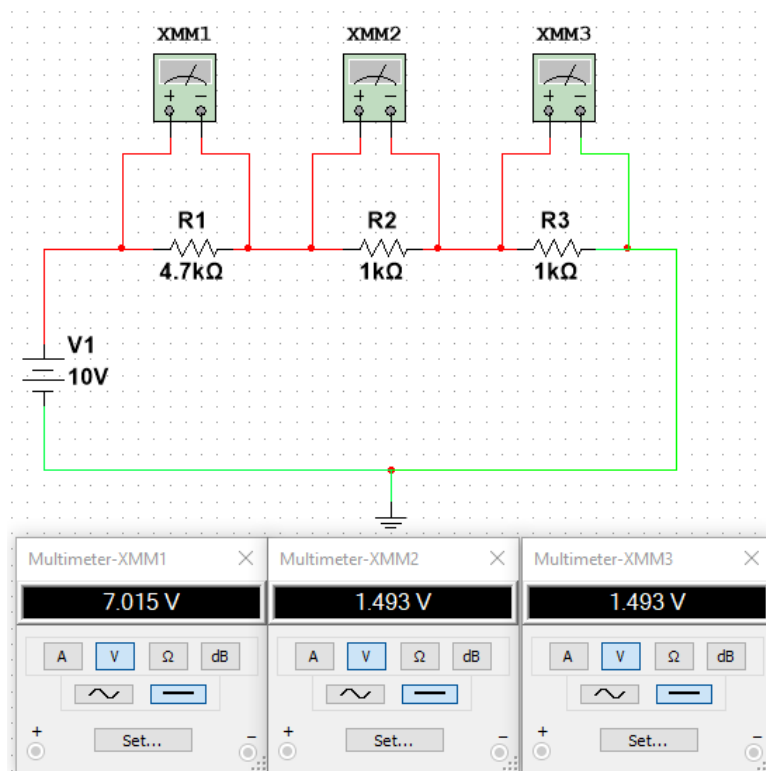 XMM1 XMM2 XMM3
R1 R2 R3
4.7kΩ 1kΩ 1kΩ
V1
10V
Multimeter-XMM1 Multimeter-XMM2 Multimeter-XMM3
7.015 V 1.493 V 1.493 V
A V Ω dB A V Ω dB A V Ω dB
Set... Set... Set...